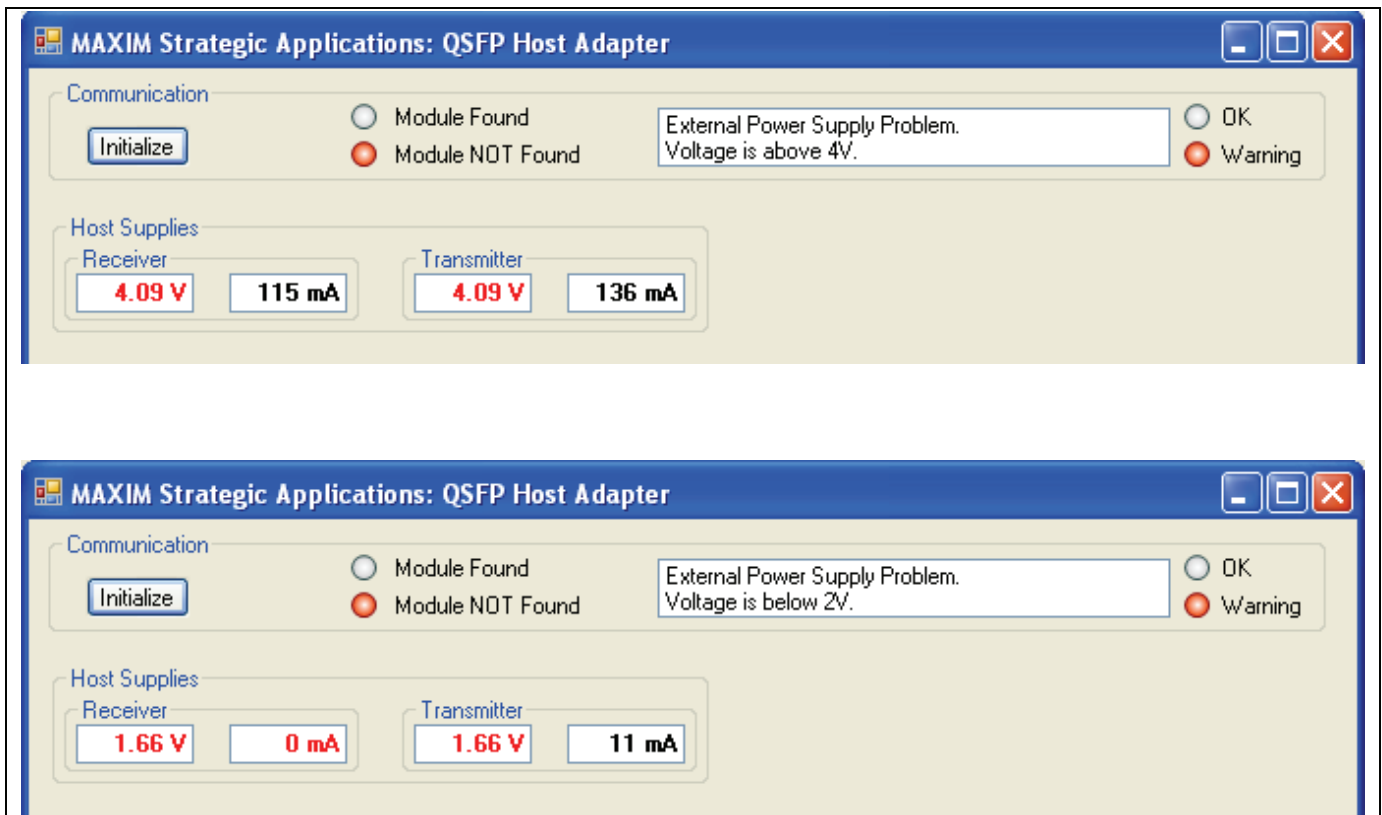 MAXIM Strategic Applications: QSFP Host Adapter
Communication
Initialize
Module Found
Module NOT Found
External Power Supply Problem.
Voltage is above 4V.
OK
Warning
Host Supplies
Receiver
4.09 V
115 mA
Transmitter
4.09 V
136 mA
MAXIM Strategic Applications: QSFP Host Adapter
Communication
Initialize
Module Found
Module NOT Found
External Power Supply Problem.
Voltage is below 2V.
OK
Warning
Host Supplies
Receiver
1.66 V
0 mA
Transmitter
1.66 V
11 mA